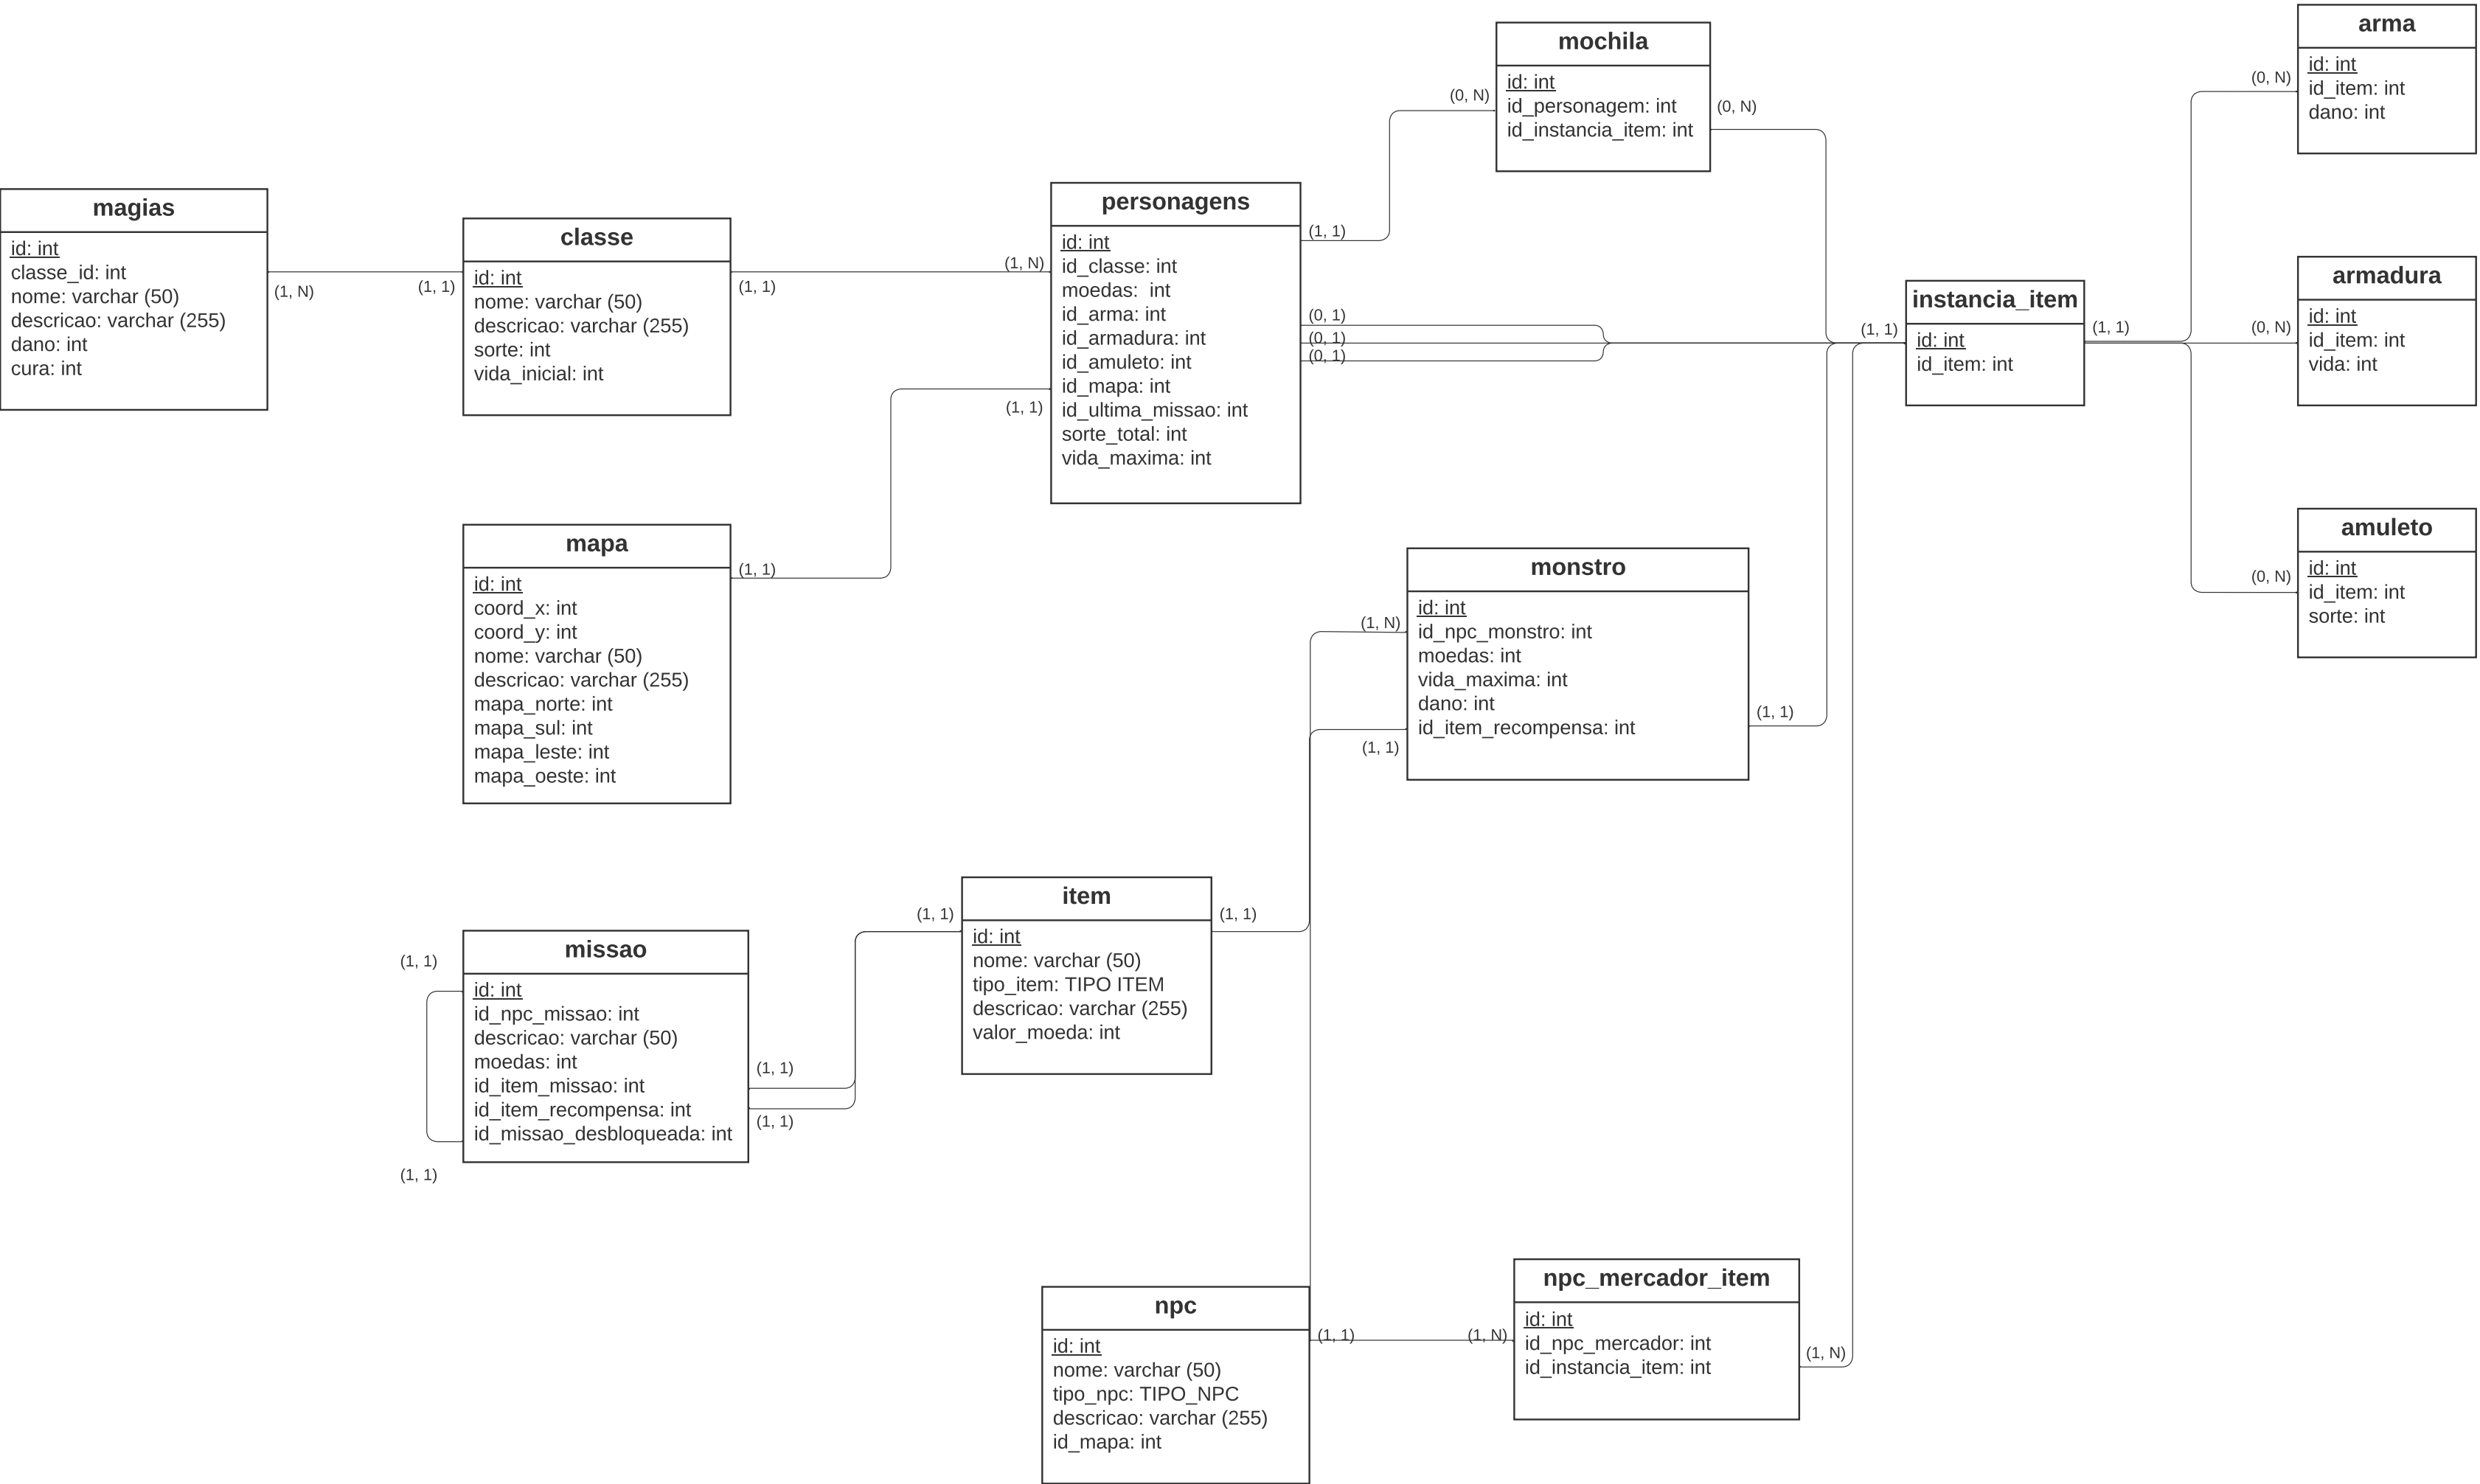 magias
id: int
classe_id: int
nome: varchar (50)
descricao: varchar (255)
dano: int
cura: int
(1, N)
(1, 1)
classe
id: int
nome: varchar (50)
descricao: varchar (255)
sorte: int
vida_inicial: int
(1, 1)
(1, N)
personagens
id: int
id_classe: int
moedas:  int
id_arma: int
id_armadura: int
id_amuleto: int
id_mapa: int
id_ultima_missao: int
sorte_total: int
vida_maxima: int
(1, 1)
(1, 1)
(0, 1)
(0, 1)
(0, 1)
(0, N)
mochila
id: int
id_personagem: int
id_instancia_item: int
(0, N)
(1, 1)
instancia_item
id: int
id_item: int
(1, 1)
(0, N)
arma
id: int
id_item: int
dano: int
(0, N)
armadura
id: int
id_item: int
vida: int
(0, N)
amuleto
id: int
id_item: int
sorte: int
mapa
id: int
coord_x: int
coord_y: int
nome: varchar (50)
descricao: varchar (255)
mapa_norte: int
mapa_sul: int
mapa_leste: int
mapa_oeste: int
(1, 1)
(1, N)
(1, 1)
monstro
id: int
id_npc_monstro: int
moedas: int
vida_maxima: int
dano: int
id_item_recompensa: int
(1, 1)
(1, 1)
item
id: int
nome: varchar (50)
tipo_item: TIPO ITEM
descricao: varchar (255)
valor_moeda: int
(1, 1)
(1, 1)
(1, 1)
missao
id: int
id_npc_missao: int
descricao: varchar (50)
moedas: int
id_item_missao: int
id_item_recompensa: int
id_missao_desbloqueada: int
(1, 1)
(1, 1)
npc
id: int
nome: varchar (50)
tipo_npc: TIPO_NPC
descricao: varchar (255)
id_mapa: int
(1, 1)
(1, N)
npc_mercador_item
id: int
id_npc_mercador: int
id_instancia_item: int
(1, N)